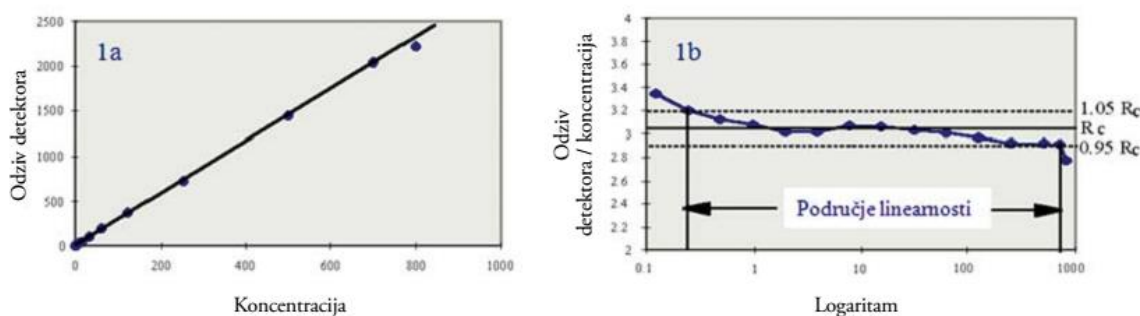 1a
Odziv detektora
2500
2000
1500
1000
500
0
0 200 400 600 800 1000
Koncentracija
1b
Odziv
detektora / koncentracija
4
3.8
3.6
3.4
3.2
3
2.8
2.6
2.4
2.2
2
1.05 Rc
Rc
0.95 Rc
Područje linearnosti
0.1 1 10 100 1000
Logaritam